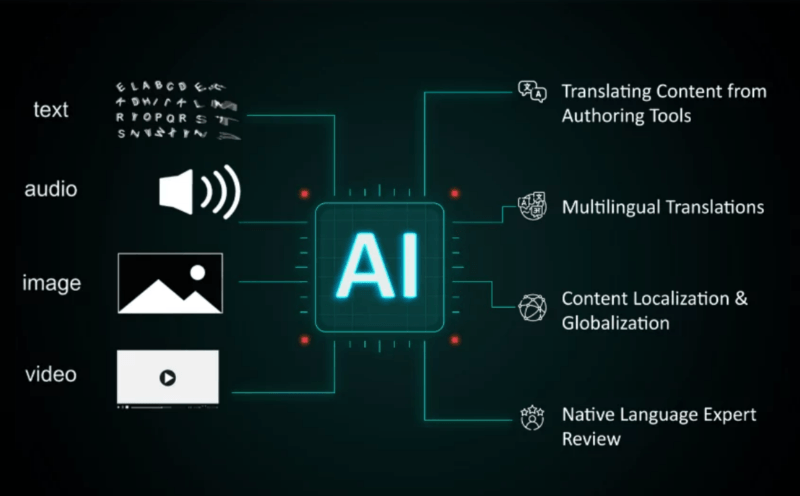 text
E L A B C D E
R Y O P Q R S T
audio
image
video
AI
Translating Content from
Authoring Tools
Multilingual Translations
Content Localization &
Globalization
Native Language Expert
Review